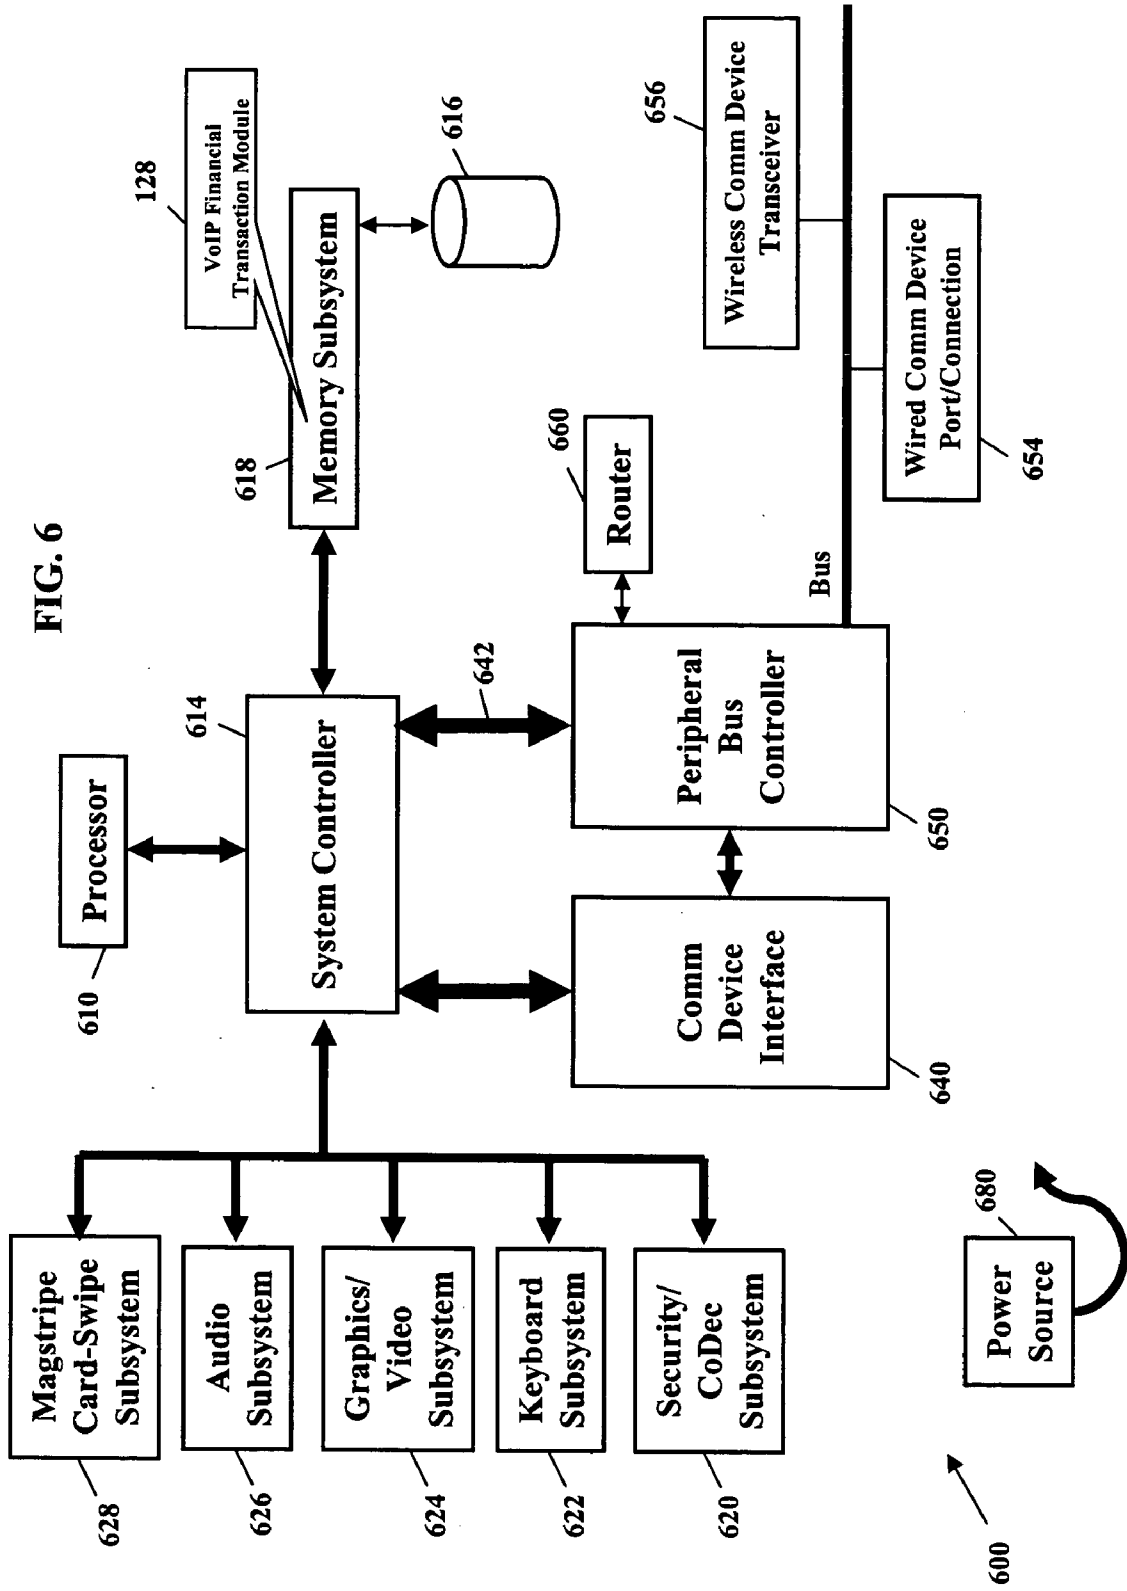 FIG. 6
128
VoIP Financial
Transaction Module
Processor
610
614
System Controller
618
Memory Subsystem
616
Magstripe
Card-Swipe
Subsystem
628
Audio
Subsystem
626
Graphics/
Video
Subsystem
624
Keyboard
Subsystem
622
Security/
CoDec
Subsystem
620
642
Comm
Device
Interface
640
Peripheral
Bus
Controller
650
Router
660
Bus
Wireless Comm Device
Transceiver
656
Wired Comm Device
Port/Connection
654
Power
Source
680
600